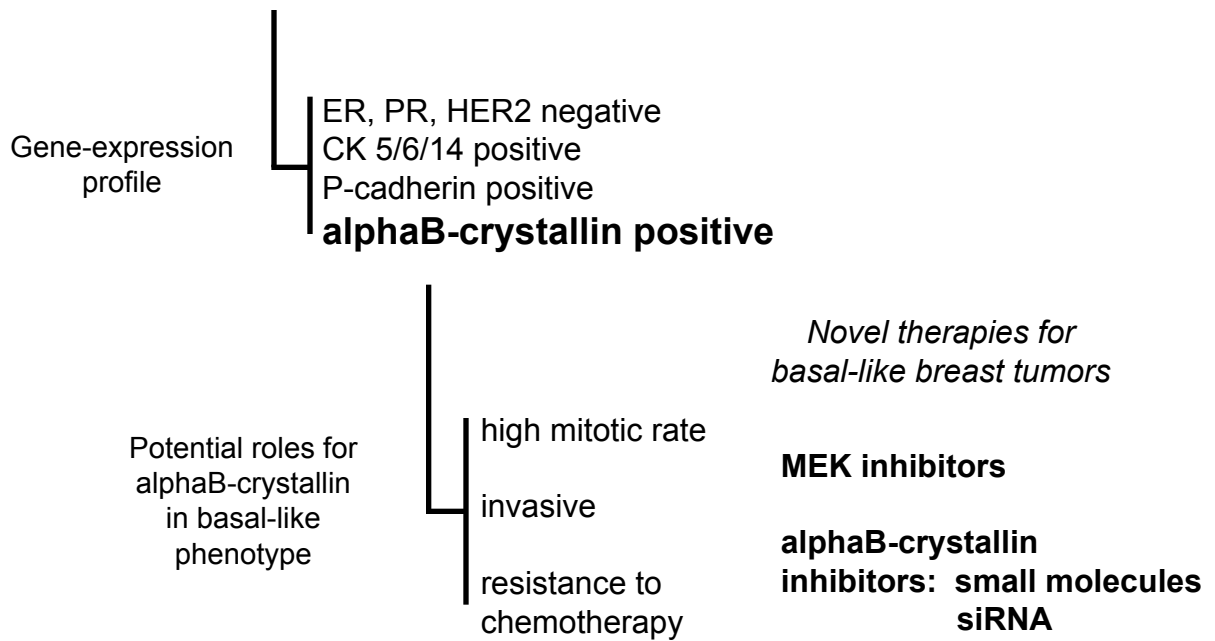 Gene-expression
profile
ER, PR, HER2 negative
CK 5/6/14 positive
P-cadherin positive
alphaB-crystallin positive
Potential roles for
alphaB-crystallin
in basal-like
phenotype
high mitotic rate
invasive
resistance to
chemotherapy
Novel therapies for
basal-like breast tumors
MEK inhibitors
alphaB-crystallin
inhibitors: small molecules
siRNA